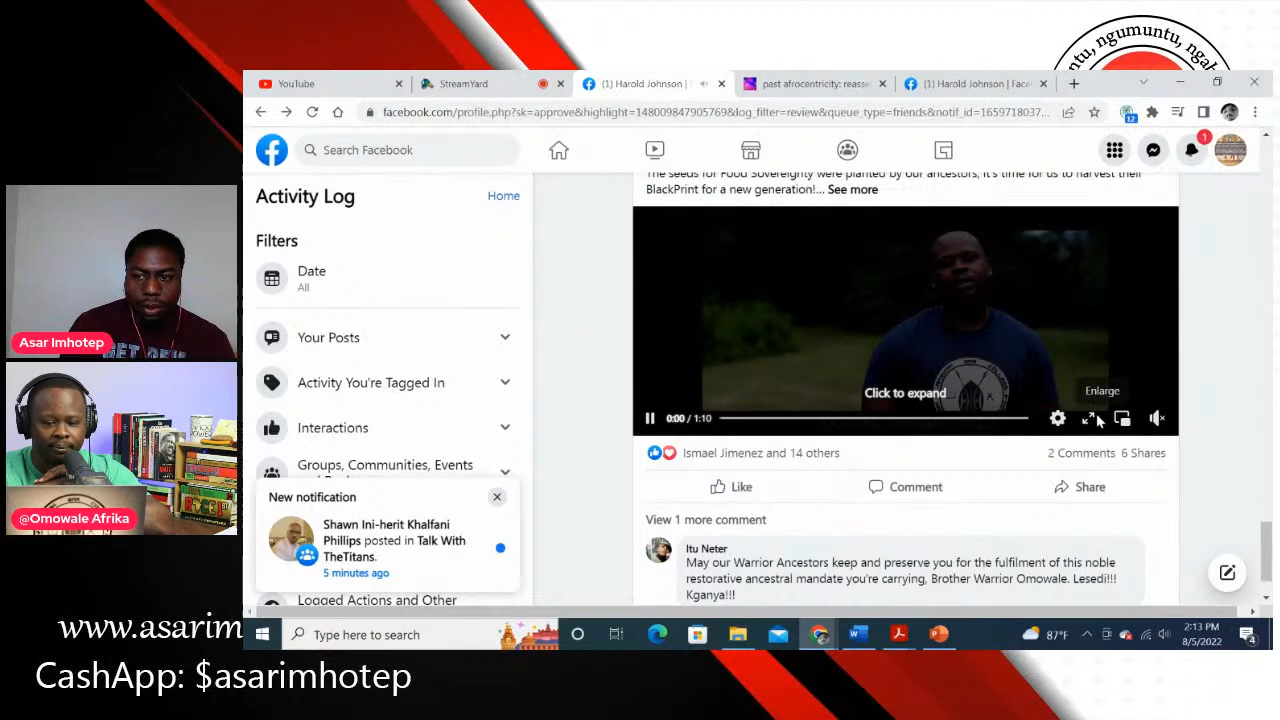 ntu, ngumuntu, ngab
YouTube
StreamYard
(1) Harold Johnson |
past afrocentricity: reasse
(1) Harold Johnson | Face
facebook.com/profile.php?sk=approve&highlight=148009847905769&log_filter=review&queue_type=friends&notif_id=1659718037...
12
Search Facebook
1
Activity Log
Home
Filters
Date
All
Your Posts
Activity You're Tagged In
Interactions
Groups, Communities, Events
New notification
Shawn Ini-herit Khalfani
Phillips posted in Talk With
TheTitans.
5 minutes ago
Logged Actions and Other
The seeds for Food Sovereignty were planted by our ancestors, it's time for us to harvest their
BlackPrint for a new generation!... See more
Click to expand
Enlarge
0:00 / 1:10
Ismael Jimenez and 14 others
2 Comments 6 Shares
Like
Comment
Share
View 1 more comment
Itu Neter
May our Warrior Ancestors keep and preserve you for the fulfilment of this noble
restorative ancestral mandate you're carrying, Brother Warrior Omowale. Lesedi!!!
Kganya!!!
Type here to search
87°F
2:13 PM
8/5/2022
4
Asar Imhotep
@Omowale Afrika
www.asarim
CashApp: $asarimhotep